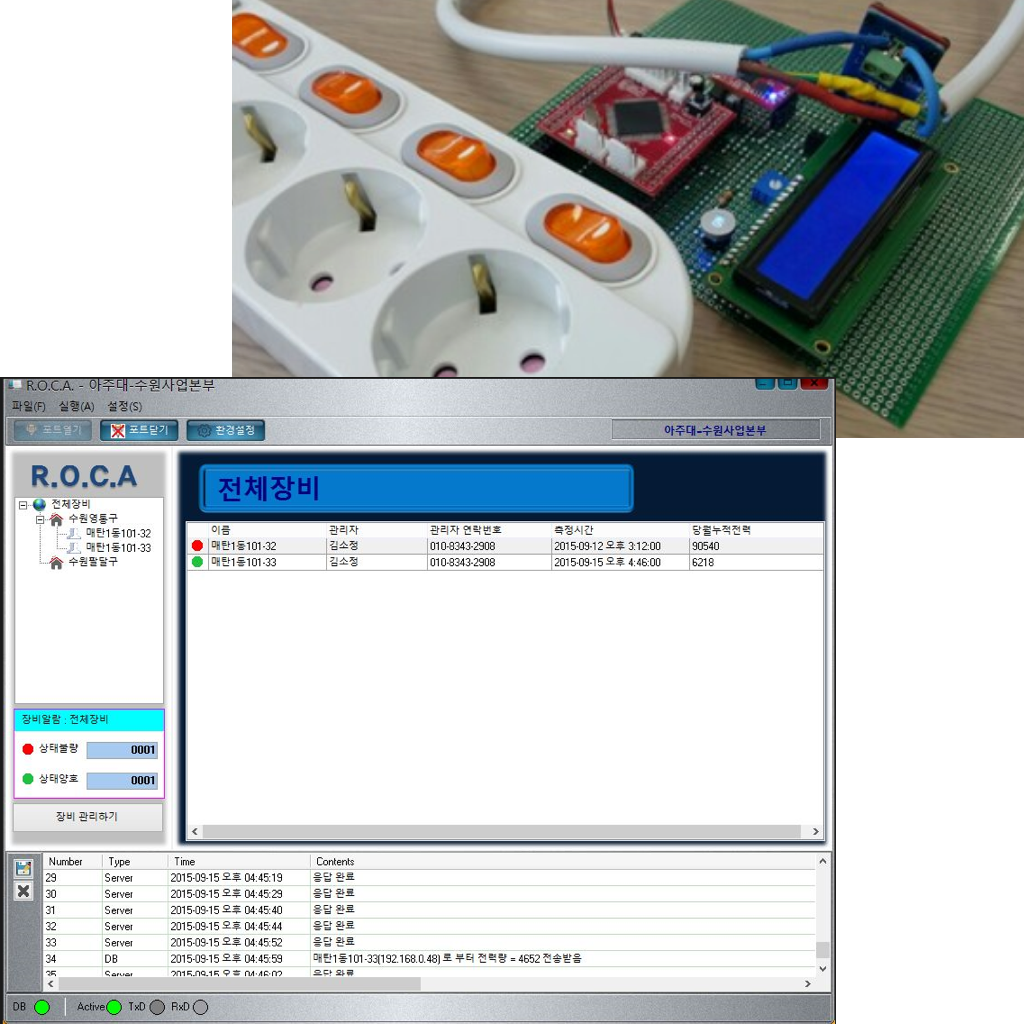 R.O.C.A. - 아주대-수원사업본부
파일(F) 실행(A) 설정(S)
포트열기 포트닫기 환경설정 아주대-수원사업본부
R.O.C.A
전체장비
수원영통구
매탄1동101-32
매탄1동101-33
수원팔달구
전체장비
이름 관리자 관리자 연락번호 측정시간 당월누적전력
매탄1동101-32 김소정 010-8343-2908 2015-09-12 오후 3:12:00 90540
매탄1동101-33 김소정 010-8343-2908 2015-09-15 오후 4:46:00 6218
장비알람 : 전체장비
상태불량 0001
상태양호 0001
장비 관리하기
Number Type Time Contents
29 Server 2015-09-15 오후 04:45:19 응답 완료
30 Server 2015-09-15 오후 04:45:29 응답 완료
31 Server 2015-09-15 오후 04:45:40 응답 완료
32 Server 2015-09-15 오후 04:45:44 응답 완료
33 Server 2015-09-15 오후 04:45:52 응답 완료
34 DB 2015-09-15 오후 04:45:59 매탄1동101-33(192.168.0.48) 로 부터 전력량 = 4652 전송받음
35 Server 2015-09-15 오후 04:46:02 응답 완료
DB Active TxD RxD